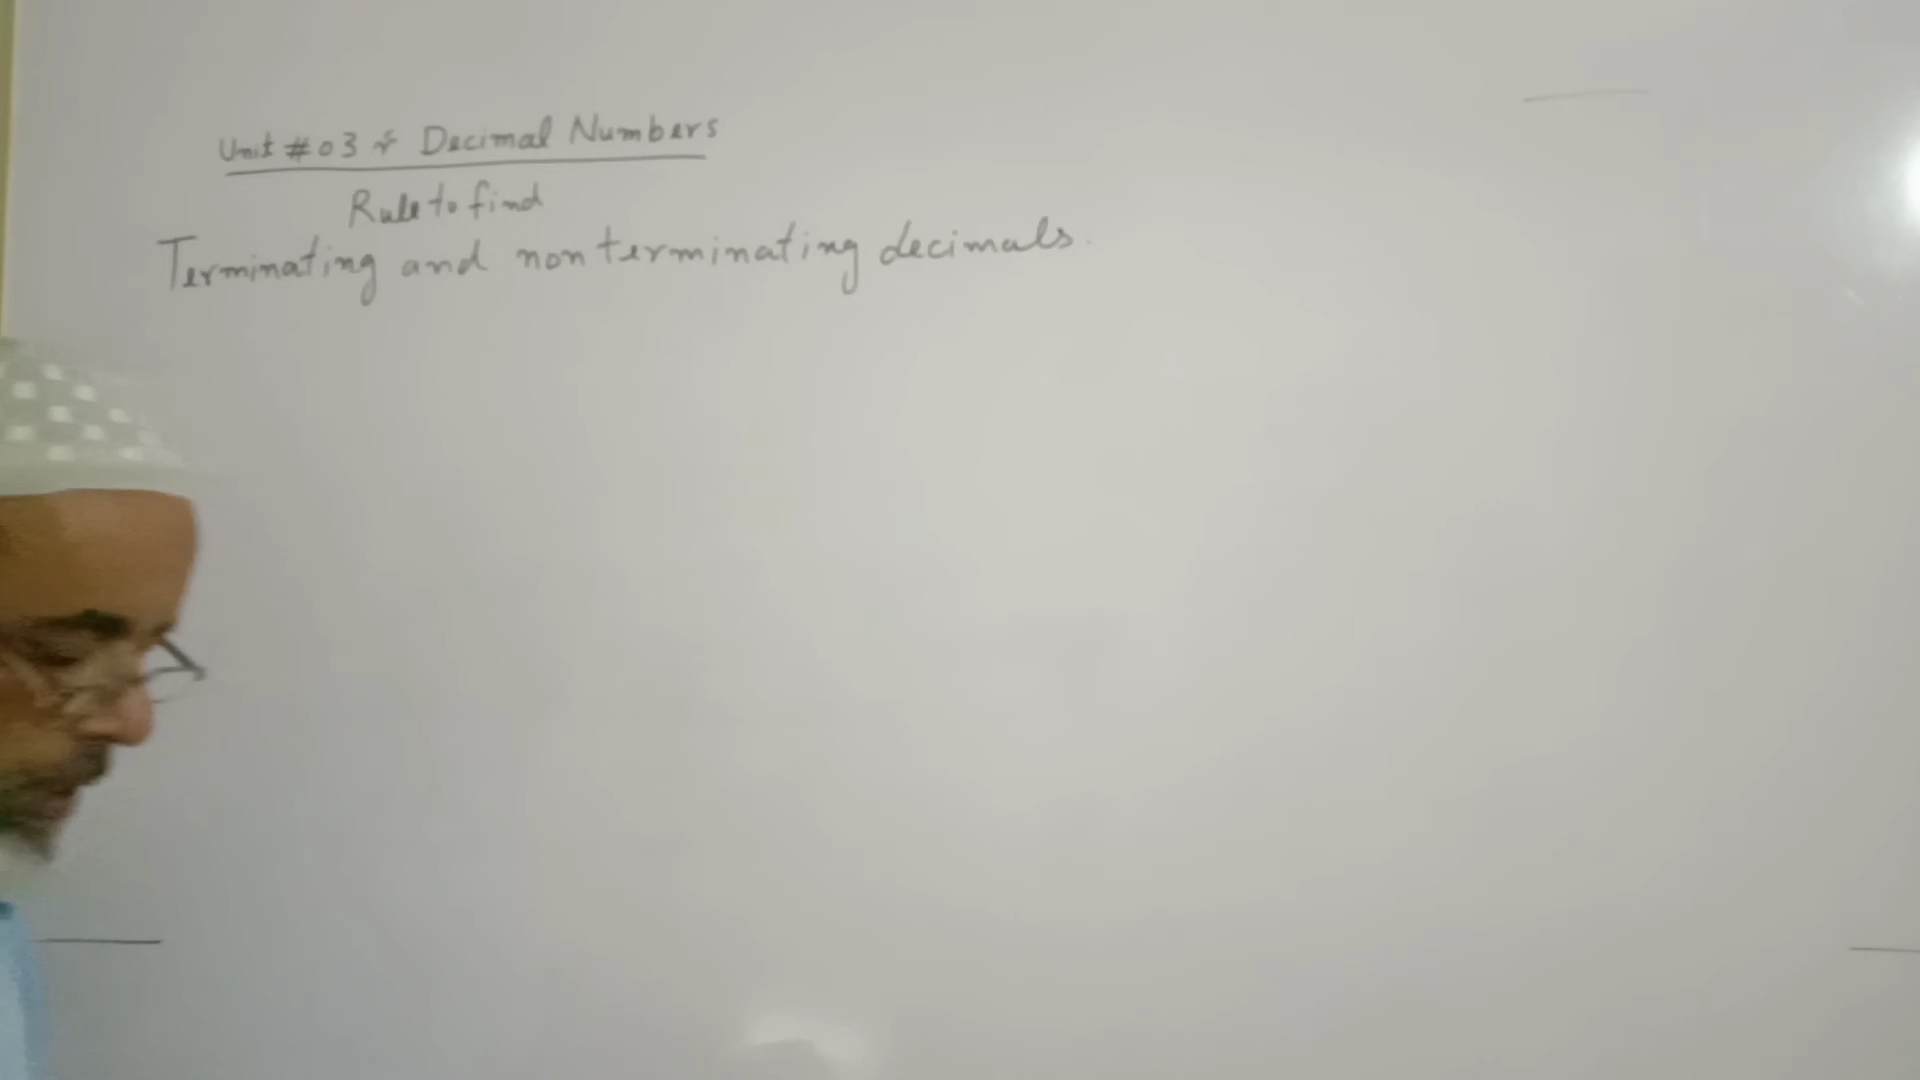 Unit # 03 : Decimal Numbers
Rule to find
Terminating and non terminating decimals.